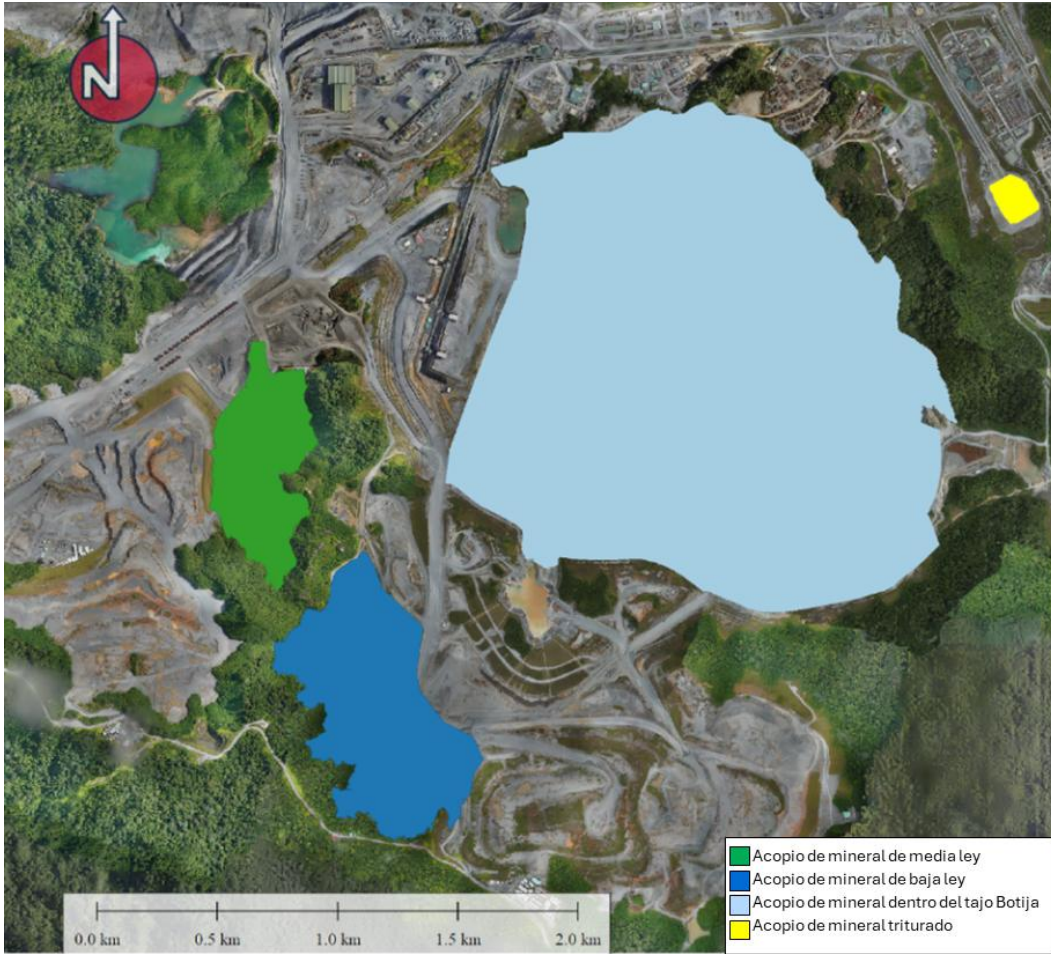 N
Acopio de mineral de media ley
Acopio de mineral de baja ley
Acopio de mineral dentro del tajo Botija
Acopio de mineral triturado
0.0 km 0.5 km 1.0 km 1.5 km 2.0 km